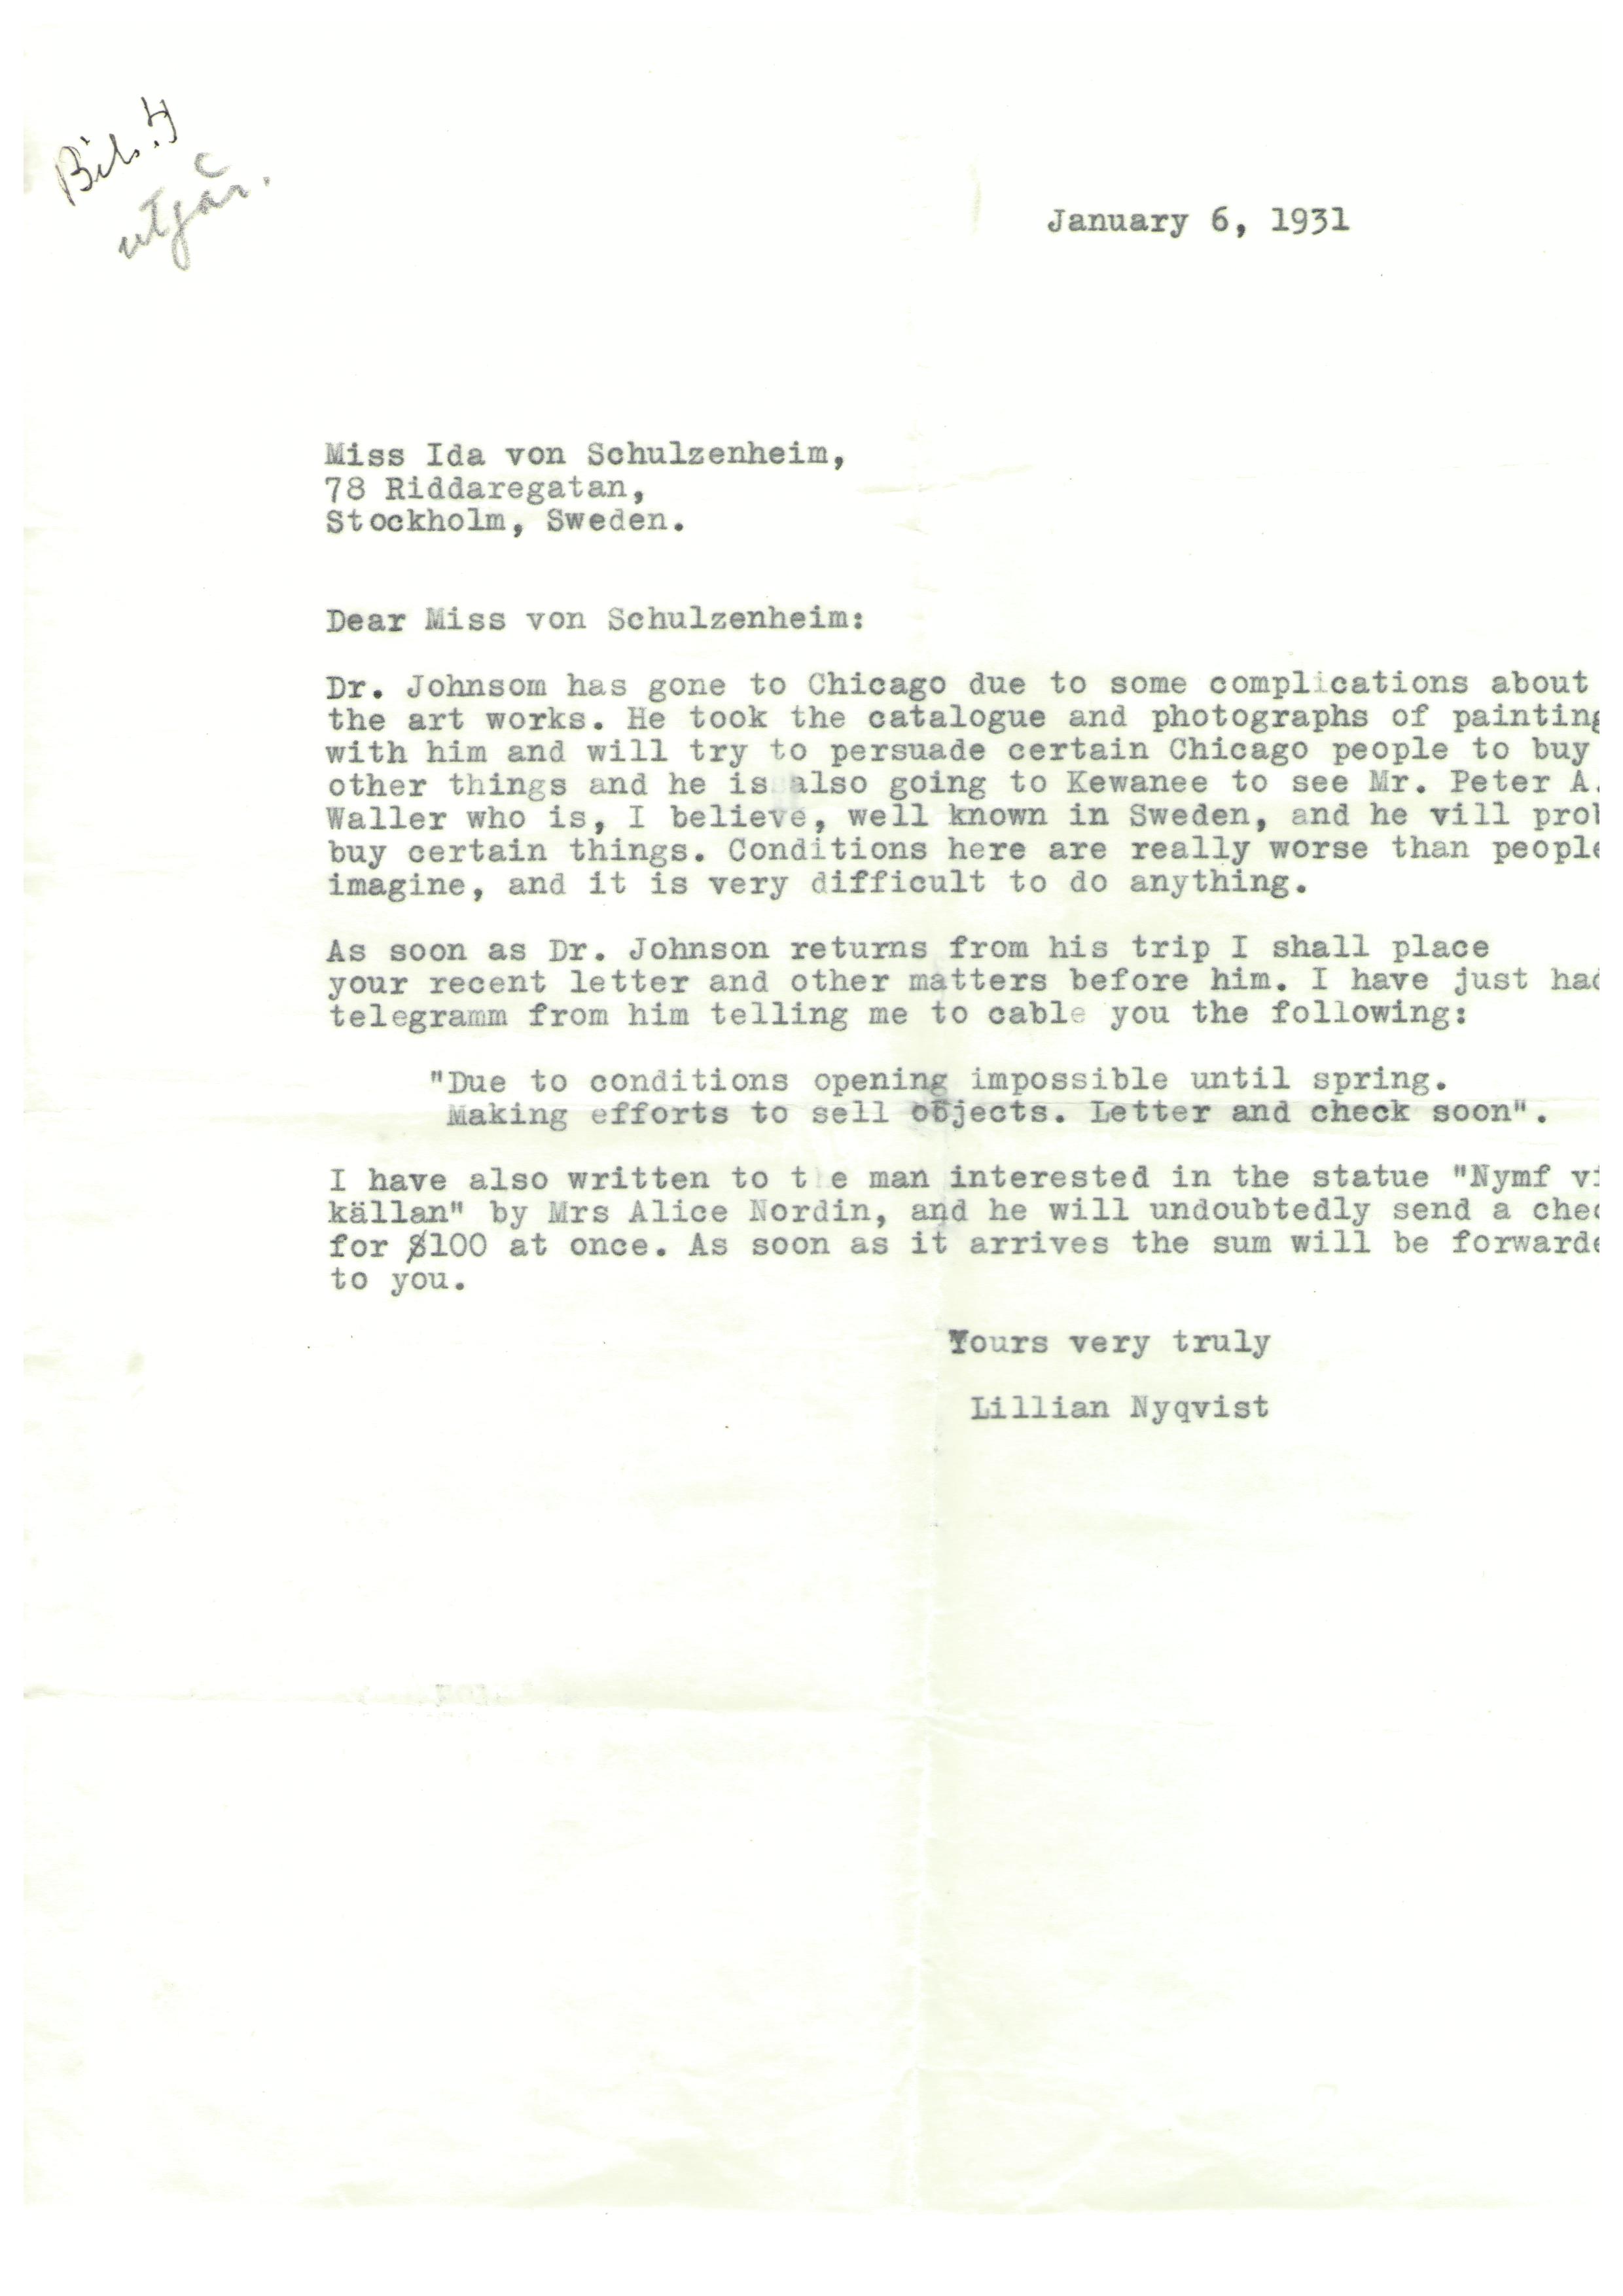 Bil. 4
utgår.
January 6, 1931
Miss Ida von Schulzenheim,
78 Riddaregatan,
Stockholm, Sweden.
Dear Miss von Schulzenheim:
Dr. Johnsom has gone to Chicago due to some complications about
the art works. He took the catalogue and photographs of painting
with him and will try to persuade certain Chicago people to buy
other things and he is also going to Kewanee to see Mr. Peter A.
Waller who is, I believe, well known in Sweden, and he vill prob
buy certain things. Conditions here are really worse than people
imagine, and it is very difficult to do anything.
As soon as Dr. Johnson returns from his trip I shall place
your recent letter and other matters before him. I have just had
telegramm from him telling me to cable you the following:
"Due to conditions opening impossible until spring.
Making efforts to sell objects. Letter and check soon".
I have also written to t e man interested in the statue "Nymf vi
källan" by Mrs Alice Nordin, and he will undoubtedly send a chec
for $100 at once. As soon as it arrives the sum will be forwarde
to you.
Yours very truly
Lillian Nyqvist